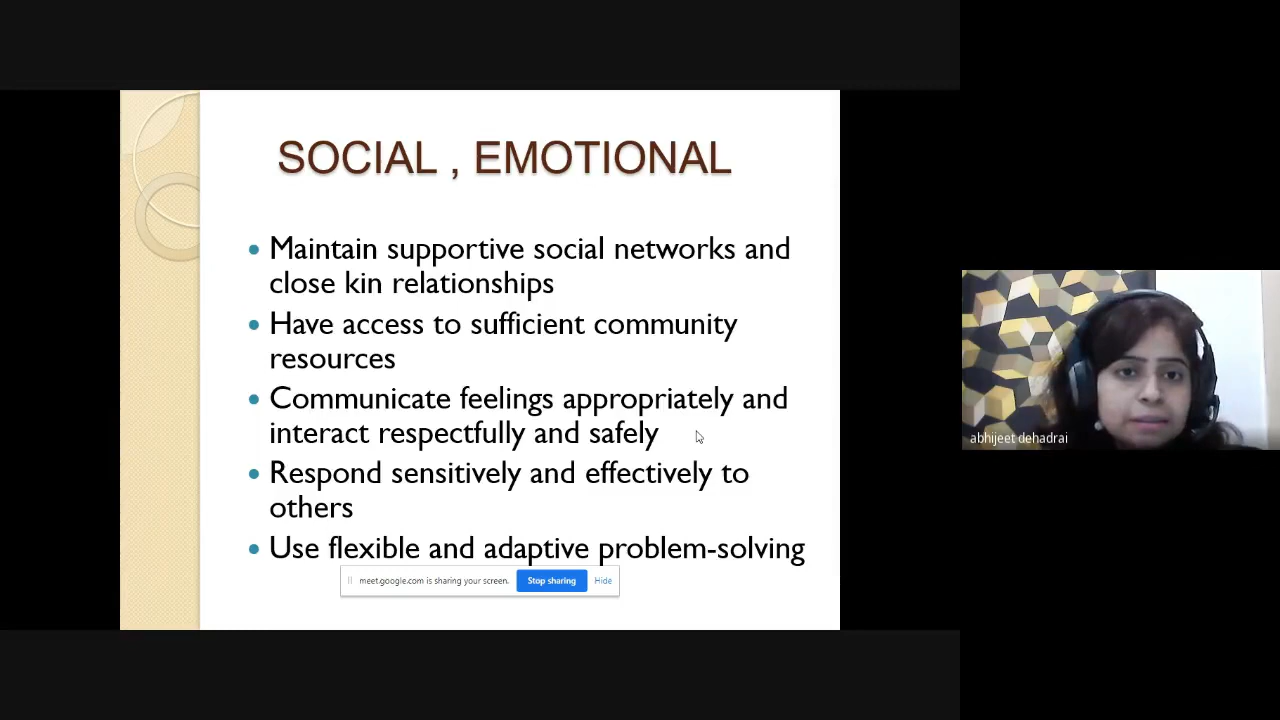 SOCIAL , EMOTIONAL
• Maintain supportive social networks and
close kin relationships
• Have access to sufficient community
resources
• Communicate feelings appropriately and
interact respectfully and safely
• Respond sensitively and effectively to
others
• Use flexible and adaptive problem-solving
meet.google.com is sharing your screen.
Stop sharing
Hide
abhijeet dehadrai